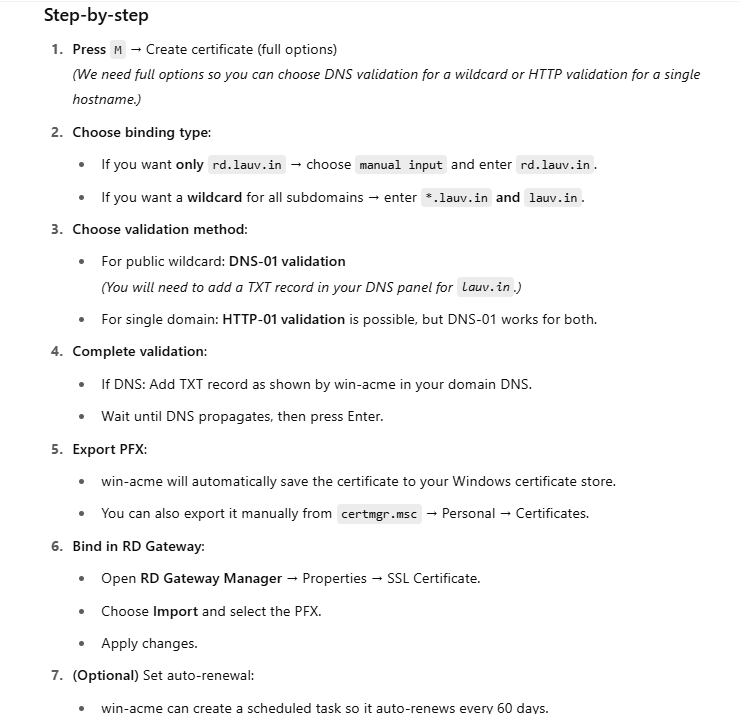 Step-by-step
1. Press M → Create certificate (full options)
(We need full options so you can choose DNS validation for a wildcard or HTTP validation for a single
hostname.)
2. Choose binding type:
• If you want only rd.lauv.in → choose manual input and enter rd.lauv.in.
• If you want a wildcard for all subdomains → enter *.lauv.in and lauv.in.
3. Choose validation method:
• For public wildcard: DNS-01 validation
(You will need to add a TXT record in your DNS panel for lauv.in.)
• For single domain: HTTP-01 validation is possible, but DNS-01 works for both.
4. Complete validation:
• If DNS: Add TXT record as shown by win-acme in your domain DNS.
• Wait until DNS propagates, then press Enter.
5. Export PFX:
• win-acme will automatically save the certificate to your Windows certificate store.
• You can also export it manually from certmgr.msc → Personal → Certificates.
6. Bind in RD Gateway:
• Open RD Gateway Manager → Properties → SSL Certificate.
• Choose Import and select the PFX.
• Apply changes.
7. (Optional) Set auto-renewal:
• win-acme can create a scheduled task so it auto-renews every 60 days.